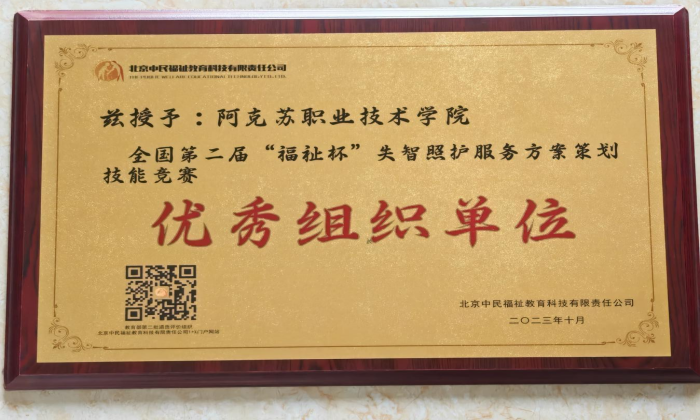 北京中民福祉教育科技有限责任公司
兹授予：阿克苏职业技术学院
全国第二届“福祉杯”失智照护服务方案策划
技能竞赛
优秀组织单位
北京中民福祉教育科技有限责任公司
二〇二三年十月